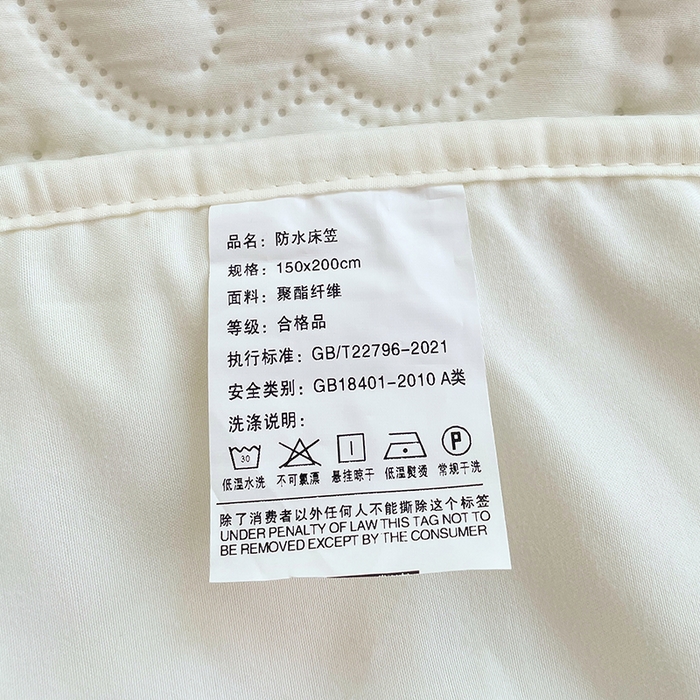 品名：防水床笠
规格：150x200cm
面料：聚酯纤维
等级：合格品
执行标准：GB/T22796-2021
安全类别：GB18401-2010 A类
洗涤说明：
30 P
低温水洗 不可氯漂 悬挂晾干 低温熨烫 常规干洗
除了消费者以外任何人不能撕除这个标签
UNDER PENALTY OF LAW THIS TAG NOT TO
BE REMOVED EXCEPT BY THE CONSUMER